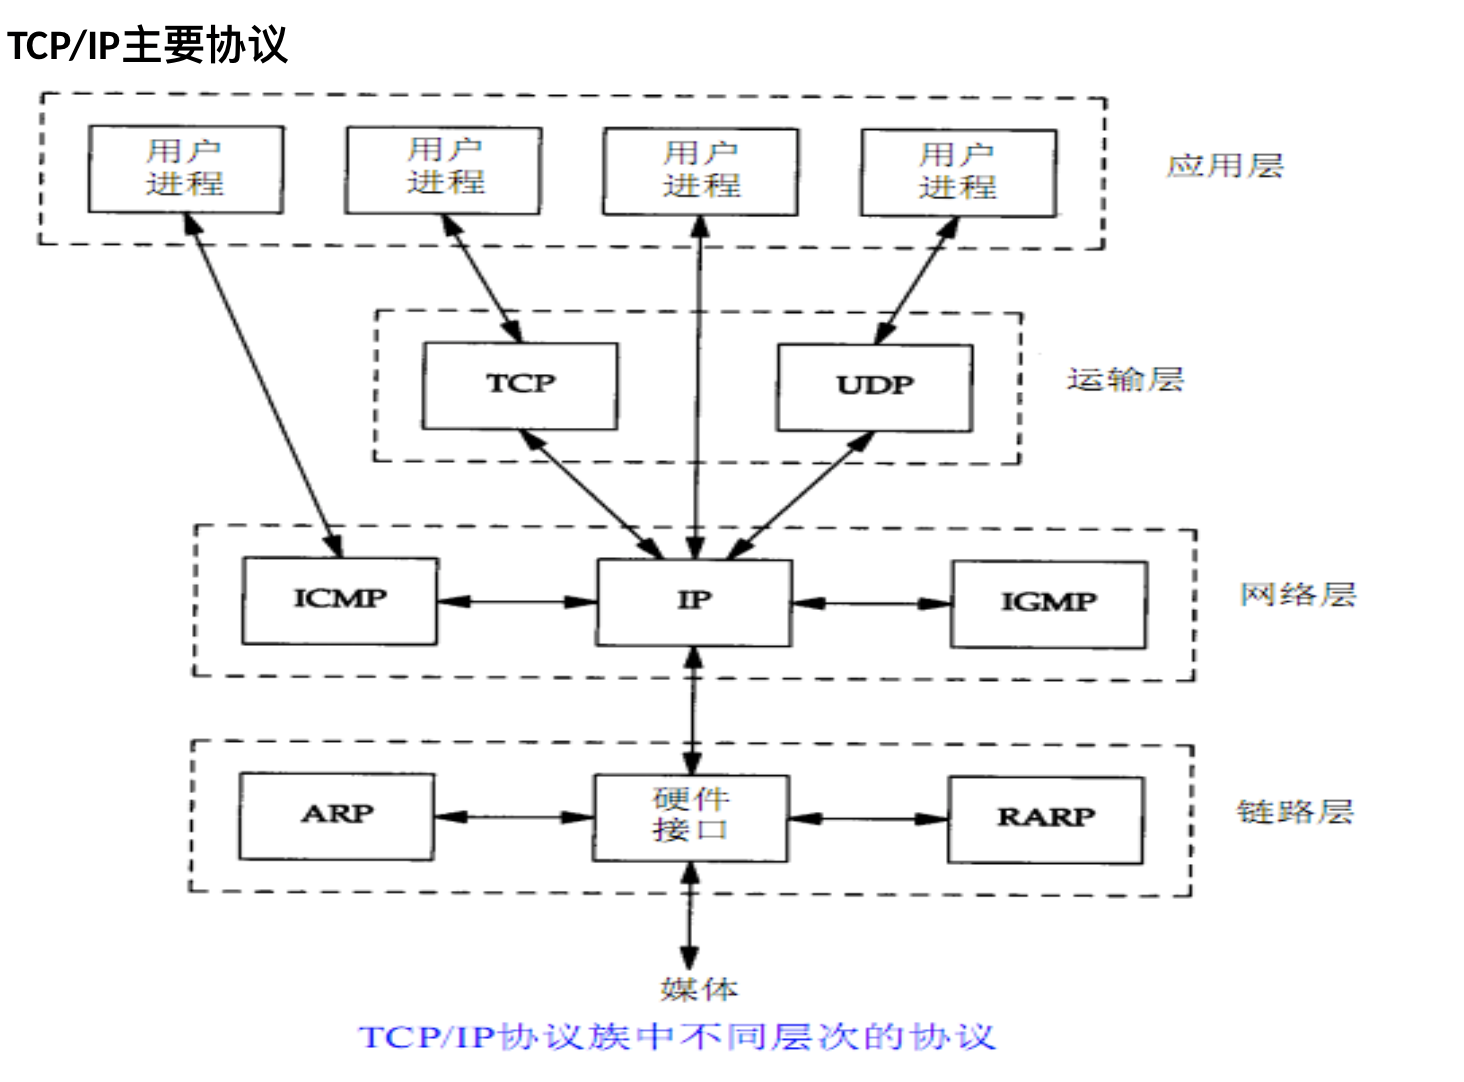 TCP/IP主要协议
用户
进程
用户
进程
用户
进程
用户
进程
应用层
TCP
UDP
运输层
ICMP
IP
IGMP
网络层
ARP
硬件
接口
RARP
链路层
媒体
TCP/IP协议族中不同层次的协议